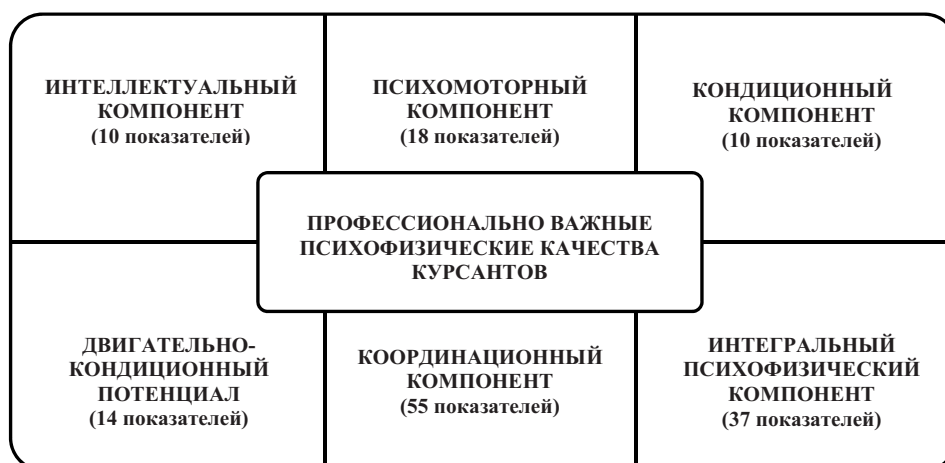 ИНТЕЛЛЕКТУАЛЬНЫЙ
КОМПОНЕНТ
(10 показателей)
ПСИХОМОТОРНЫЙ
КОМПОНЕНТ
(18 показателей)
КОНДИЦИОННЫЙ
КОМПОНЕНТ
(10 показателей)
ПРОФЕССИОНАЛЬНО ВАЖНЫЕ
ПСИХОФИЗИЧЕСКИЕ КАЧЕСТВА
КУРСАНТОВ
ДВИГАТЕЛЬНО-
КОНДИЦИОННЫЙ
ПОТЕНЦИАЛ
(14 показателей)
КООРДИНАЦИОННЫЙ
КОМПОНЕНТ
(55 показателей)
ИНТЕГРАЛЬНЫЙ
ПСИХОФИЗИЧЕСКИЙ
КОМПОНЕНТ
(37 показателей)